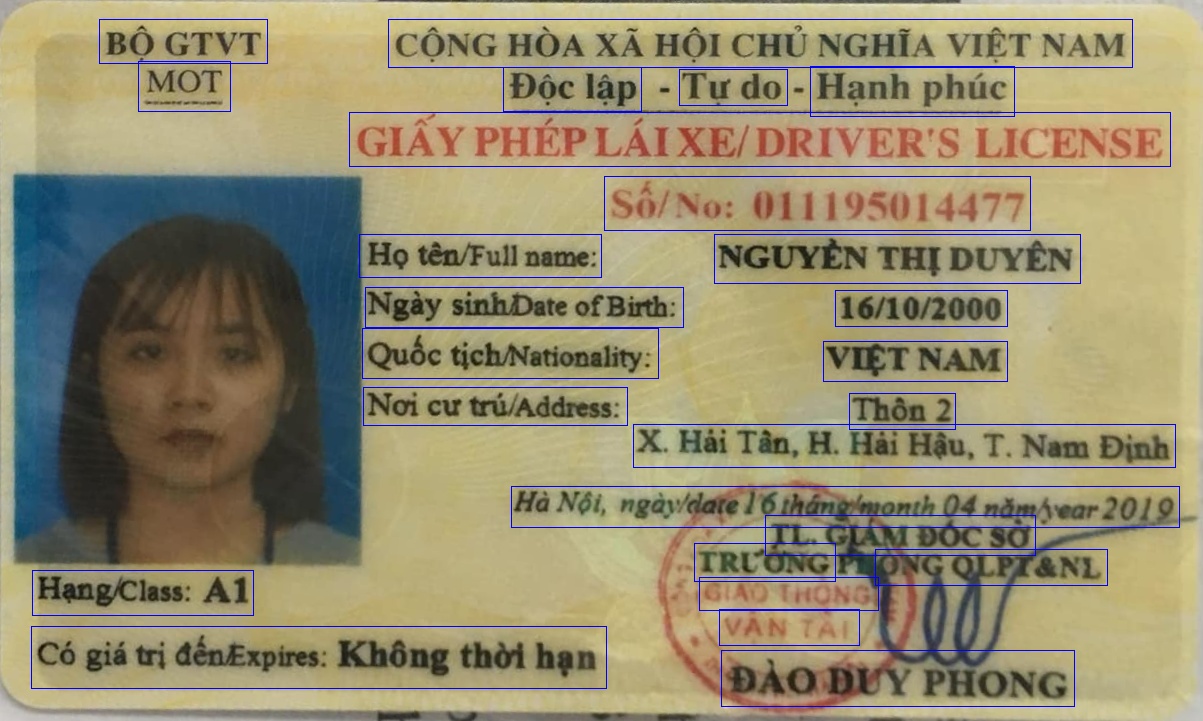 BỘ GTVT
MOT
CỘNG HÒA XÃ HỘI CHỦ NGHĨA VIỆT NAM
Độc lập - Tự do - Hạnh phúc
GIẤY PHÉP LÁI XE/ DRIVER'S LICENSE
Số/No: 011195014477
Họ tên/Full name: NGUYỄN THỊ DUYÊN
Ngày sinh/Date of Birth: 16/10/2000
Quốc tịch/Nationality: VIỆT NAM
Nơi cư trú/Address: Thôn 2
X. Hải Tân, H. Hải Hậu, T. Nam Định
Hà Nội, ngày/date 16 tháng/month 04 năm/year 2019
TL. GIÁM ĐỐC SỞ
TRƯỞNG PHÒNG QLPT&NL
GIAO THÔNG
VẬN TẢI
ĐÀO DUY PHONG
Hạng/Class: A1
Có giá trị đến/Expires: Không thời hạn